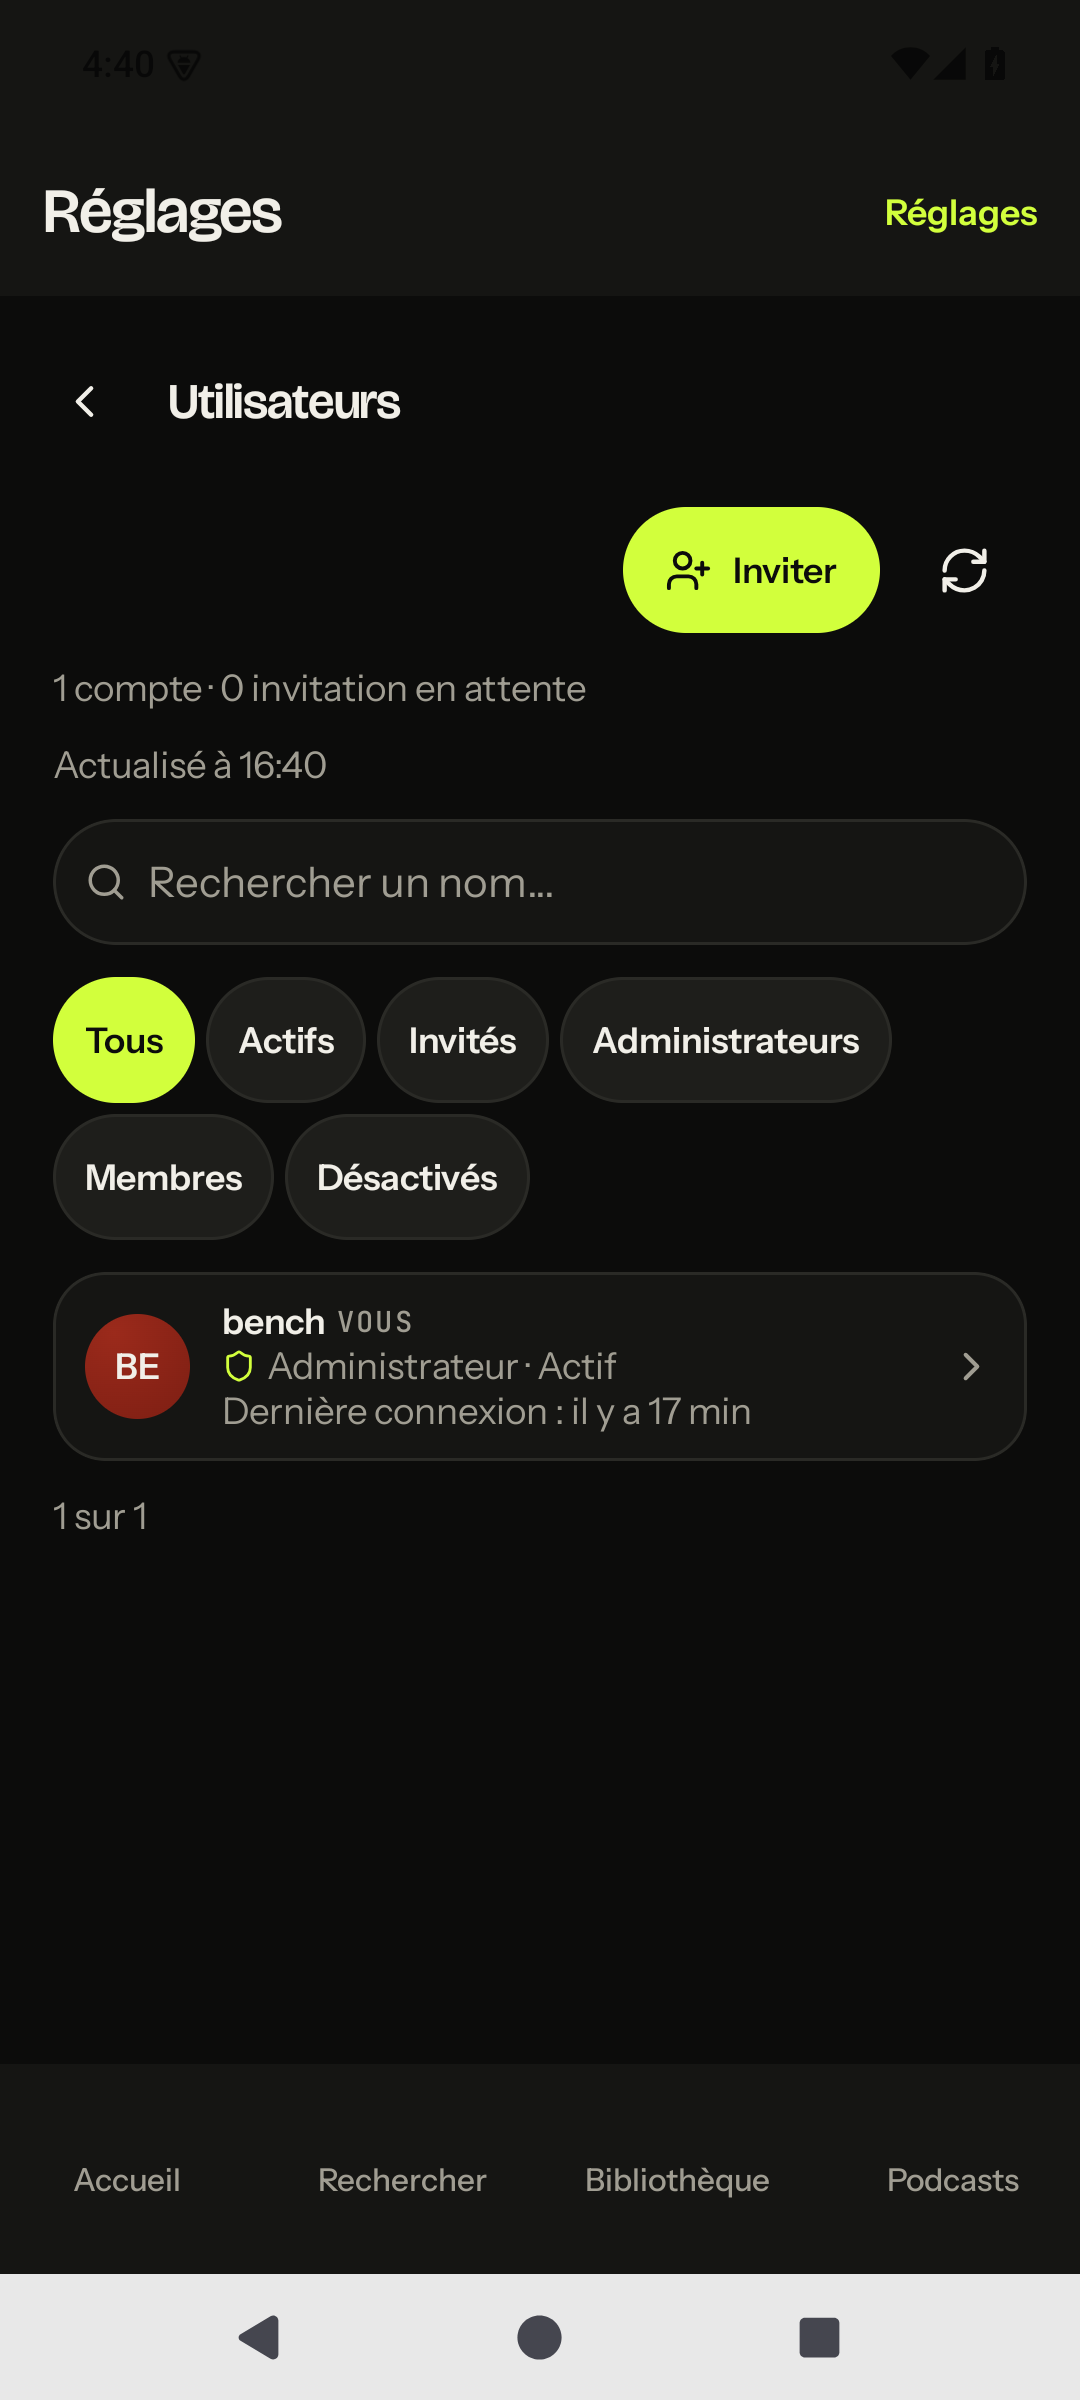 4:40
Réglages
Réglages
Utilisateurs
Inviter
1 compte · 0 invitation en attente
Actualisé à 16:40
Rechercher un nom...
Tous
Actifs
Invités
Administrateurs
Membres
Désactivés
BE
bench VOUS
Administrateur · Actif
Dernière connexion : il y a 17 min
1 sur 1
Accueil
Rechercher
Bibliothèque
Podcasts